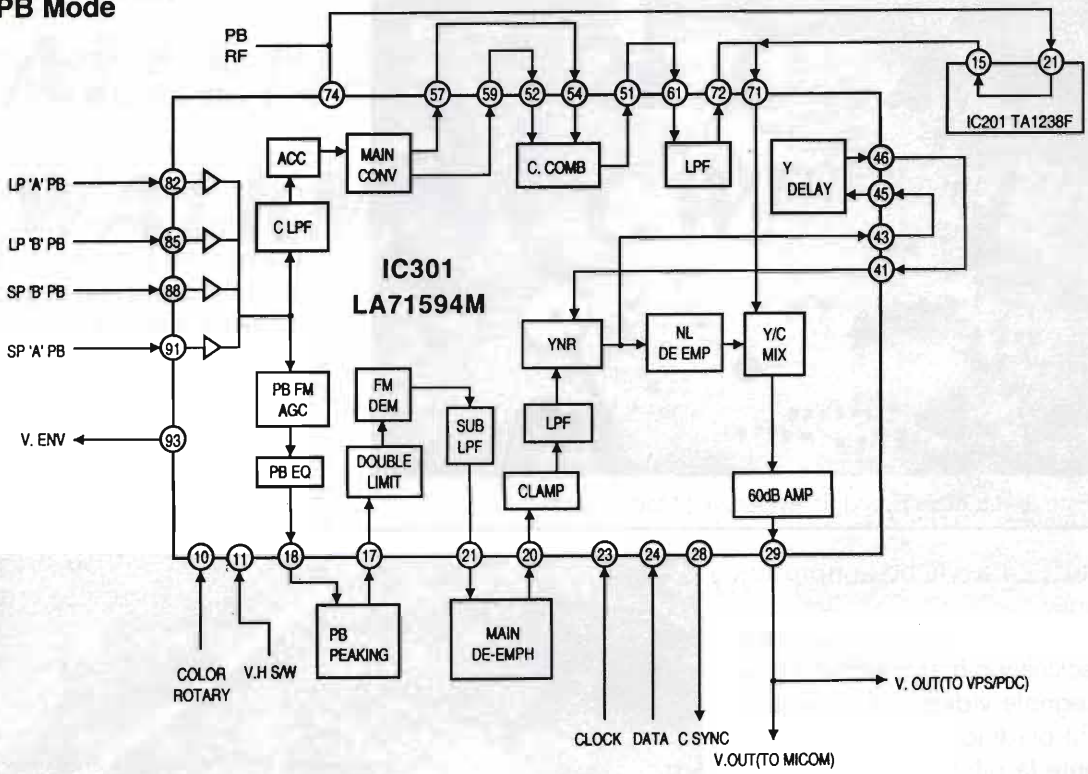 PB Mode
PB
RF
74
57
59
52
54
51
61
72
71
15
21
IC201 TA1238F
LP 'A' PB
82
ACC
MAIN
CONV
C. COMB
LPF
Y
DELAY
46
45
LP 'B' PB
85
C LPF
43
41
SP 'B' PB
88
IC301
LA71594M
SP 'A' PB
91
YNR
NL
DE EMP
Y/C
MIX
PB FM
AGC
FM
DEM
SUB
LPF
LPF
V. ENV
93
PB EQ
DOUBLE
LIMIT
CLAMP
60dB AMP
10
11
18
17
21
20
23
24
28
29
PB
PEAKING
MAIN
DE-EMPH
COLOR
ROTARY
V.H S/W
V. OUT(TO VPS/PDC)
CLOCK
DATA
C SYNC
V.OUT(TO MICOM)